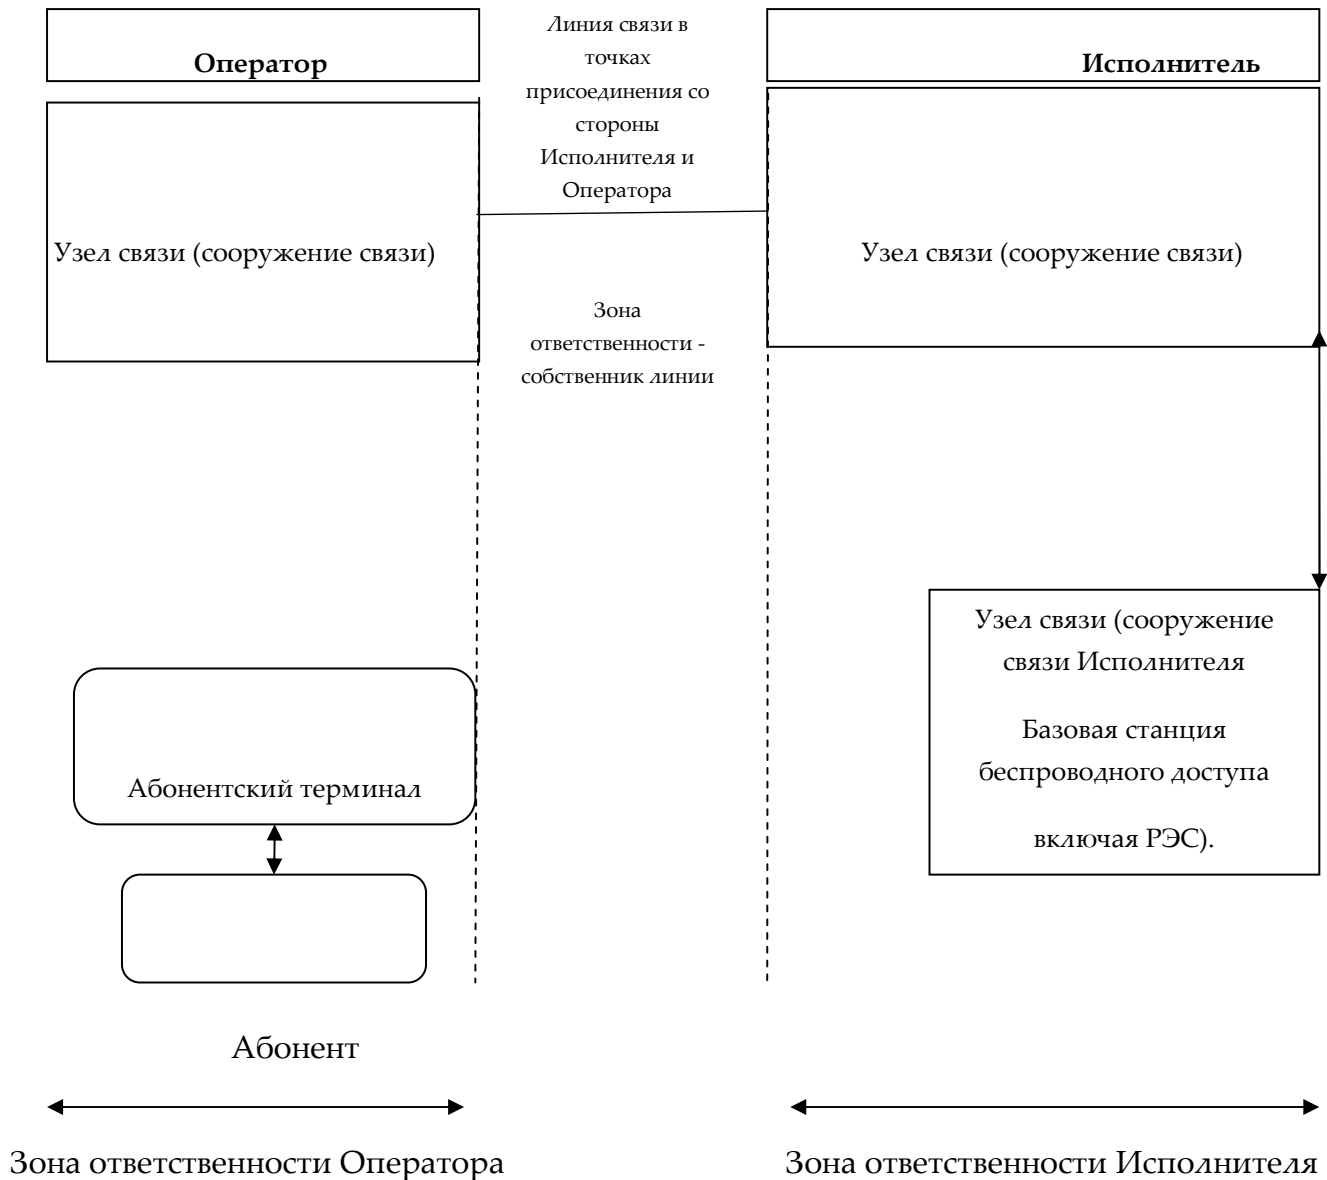 Оператор
Линия связи в
точках
присоединения со
стороны
Исполнителя и
Оператора
Исполнитель
Узел связи (сооружение связи)
Узел связи (сооружение связи)
Зона
ответственности -
собственник линии
Узел связи (сооружение
связи Исполнителя
Базовая станция
беспроводного доступа
включая РЭС).
Абонентский терминал
Абонент
Зона ответственности Оператора
Зона ответственности Исполнителя